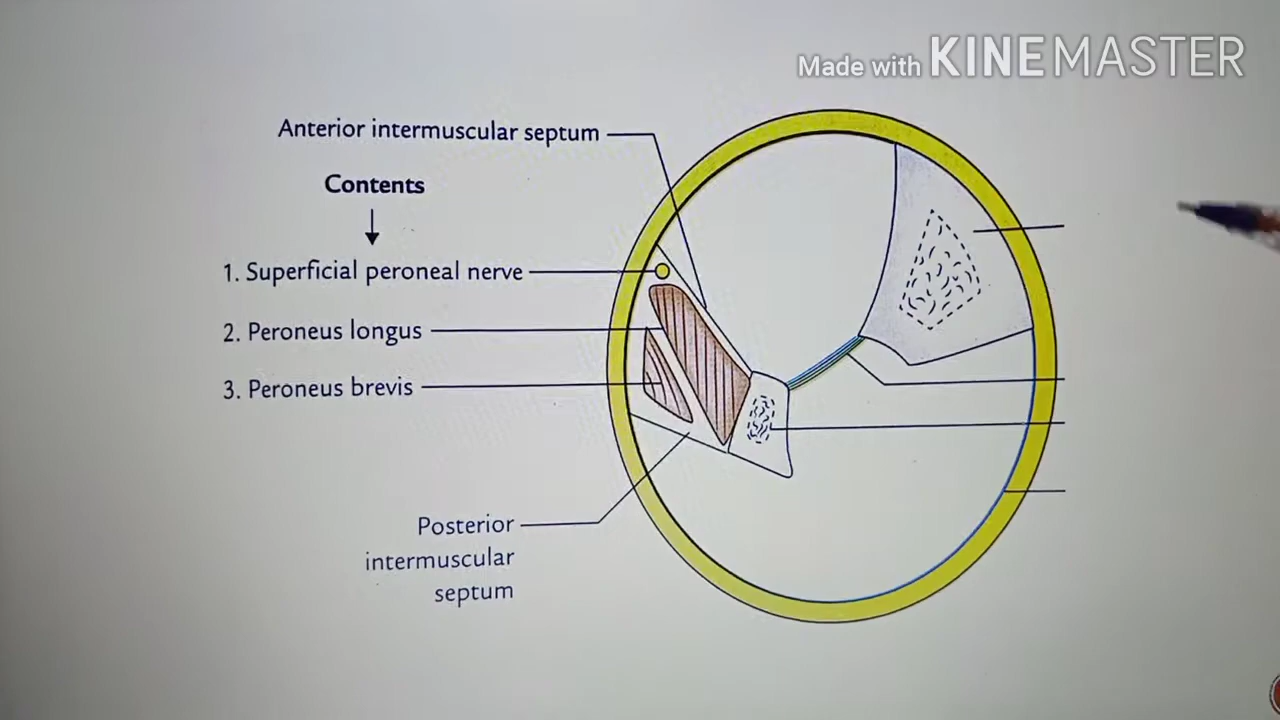 Made with KINEMASTER
Anterior intermuscular septum
Contents
1. Superficial peroneal nerve
2. Peroneus longus
3. Peroneus brevis
Posterior
intermuscular
septum